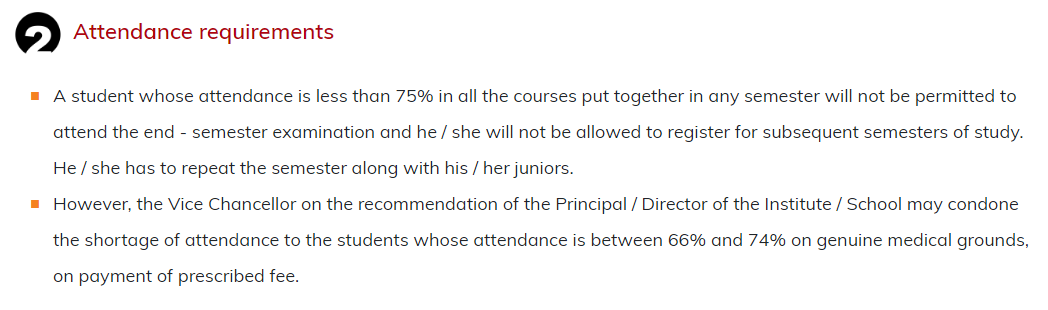 2 Attendance requirements
A student whose attendance is less than 75% in all the courses put together in any semester will not be permitted to
attend the end - semester examination and he / she will not be allowed to register for subsequent semesters of study.
He / she has to repeat the semester along with his / her juniors.
However, the Vice Chancellor on the recommendation of the Principal / Director of the Institute / School may condone
the shortage of attendance to the students whose attendance is between 66% and 74% on genuine medical grounds,
on payment of prescribed fee.